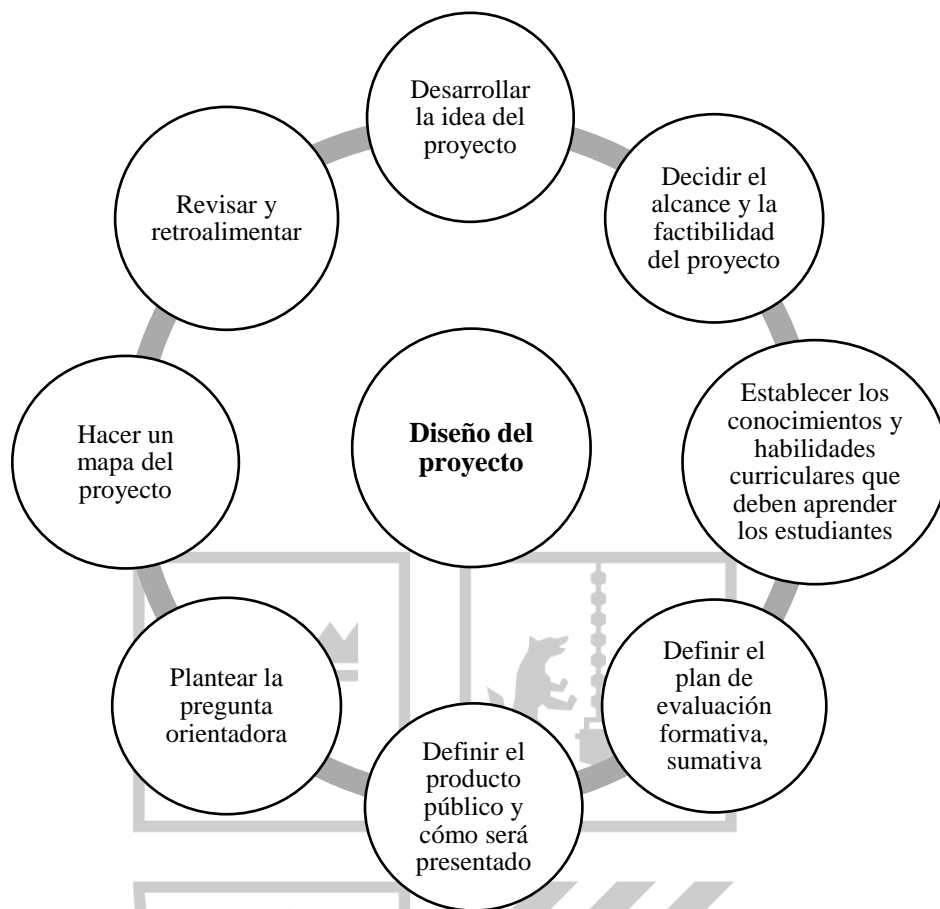 Desarrollar
la idea del
proyecto
Decidir el
alcance y la
factibilidad
del proyecto
Establecer los
conocimientos y
habilidades
curriculares que
deben aprender
los estudiantes
Definir el
plan de
evaluación
formativa,
sumativa
Definir el
producto
público y
cómo será
presentado
Plantear la
pregunta
orientadora
Hacer un
mapa del
proyecto
Revisar y
retroalimentar
Diseño del
proyecto